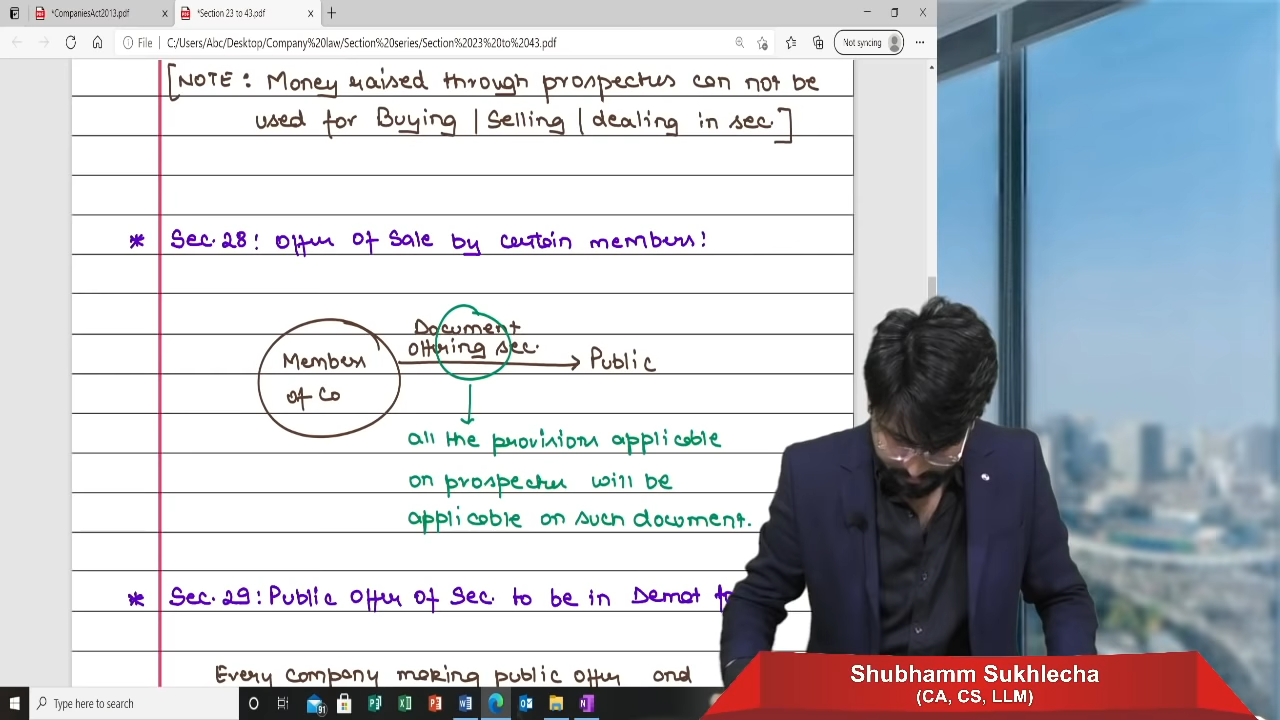 *CompaniesAct2013.pdf
*Section 23 to 43.pdf
File C:/Users/Abc/Desktop/Company%20law/Section%20series/Section%2023%20to%2043.pdf
Not syncing
[NOTE: Money raised through prospectus can not be
used for Buying | Selling | dealing in sec.]
* Sec.28: Offer of Sale by certain members!
Document
offering sec.
Members
of Co
Public
all the provisions applicable
on prospectus will be
applicable on such document.
* Sec.29: Public Offer of Sec. to be in Demat
Every company making public offer and
Shubhamm Sukhlecha
(CA, CS, LLM)
Type here to search
91